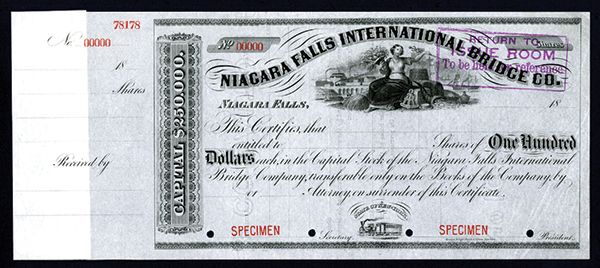 78178
No. 00000
18
Shares
Received by
CAPITAL $250,000.
No 00000
Shares
RETURN TO
ISSUE ROOM
To be reference
NIAGARA FALLS INTERNATIONAL BRIDGE CO.
NIAGARA FALLS, 18
This Certifies, that
entitled to Shares of One Hundred
Dollars each, in the Capital Stock of the Niagara Falls International
Bridge Company, transferable only on the Books of the Company, by
or Attorney, on surrender of this Certificate.
SPECIMEN SPECIMEN
Secretary. President.